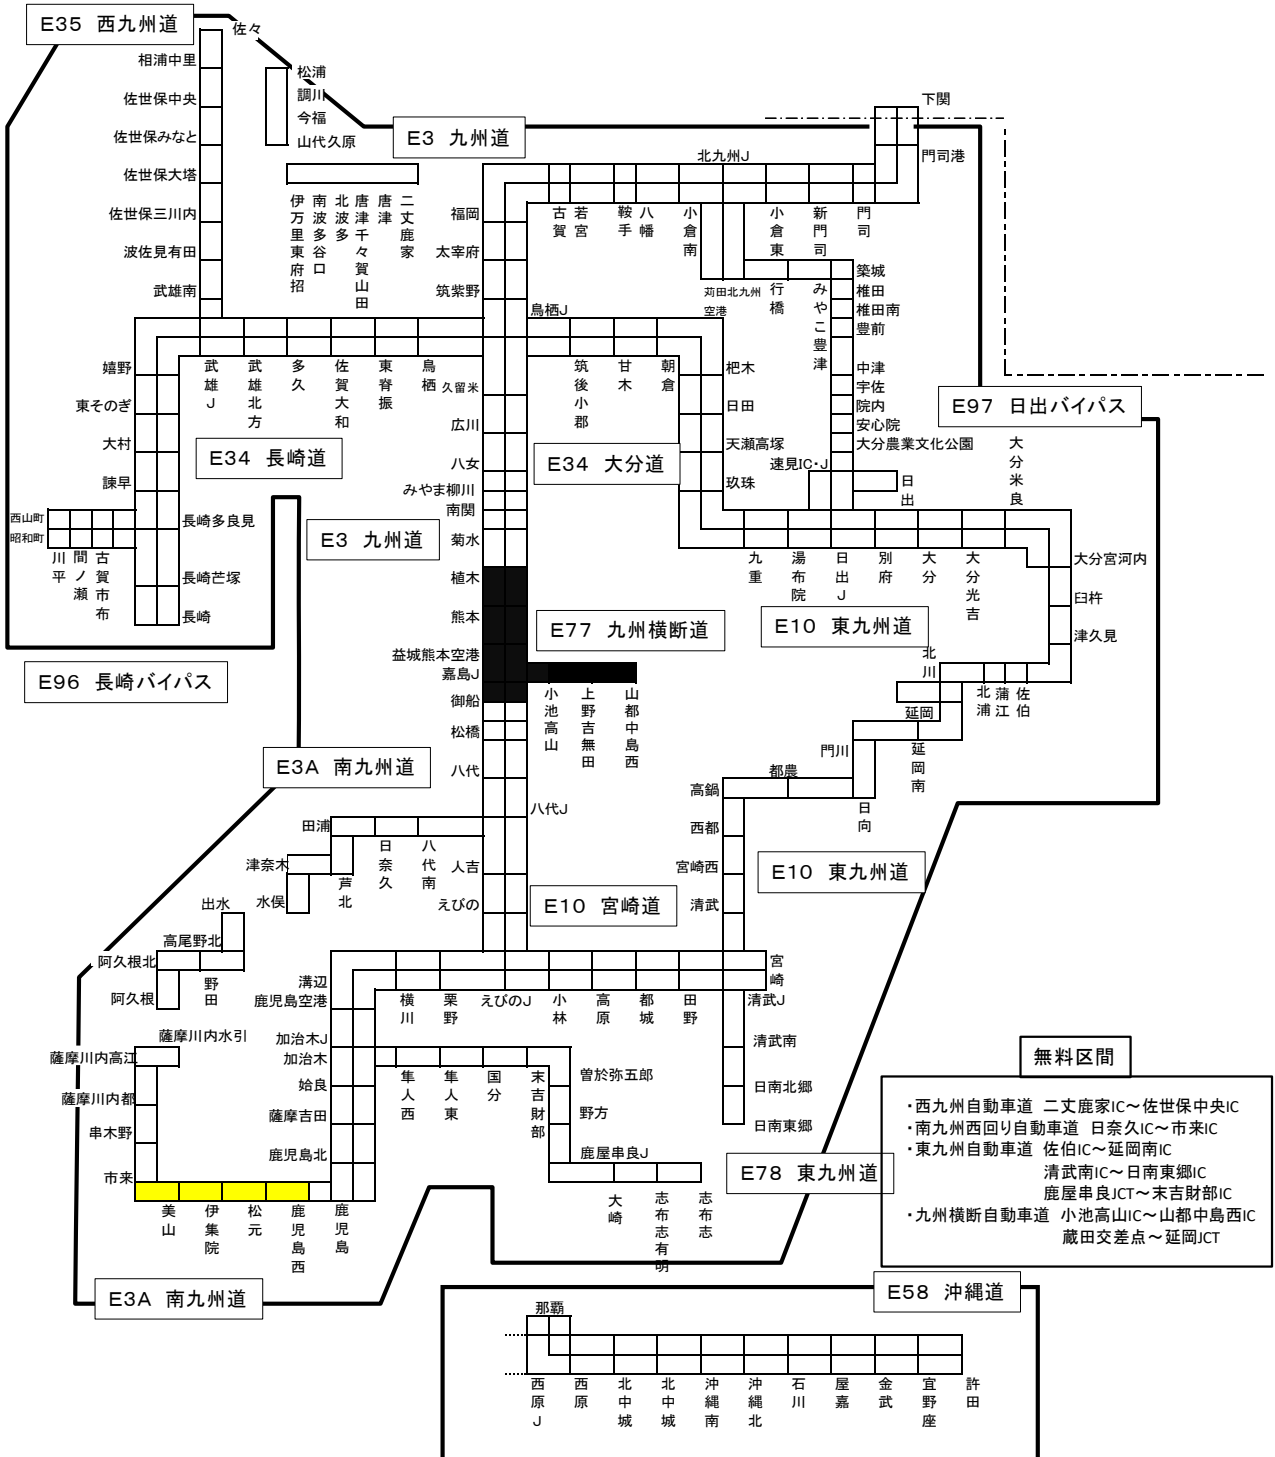 E35 西九州道
佐々
相浦中里
佐世保中央
佐世保みなと
佐世保大塔
佐世保三川内
波佐見有田
武雄南
松浦
調川
今福
山代久原
伊万里東府招
南波多谷口
北波多
唐津千々賀山田
唐津
二丈鹿家
E3 九州道
下関
門司港
北九州J
福岡
太宰府
筑紫野
古賀
若宮
鞍手
八幡
小倉南
小倉東
新門司
門司
苅田北九州
空港
行橋
みやこ豊津
築城
椎田
椎田南
豊前
中津
宇佐
院内
安心院
大分農業文化公園
速見IC・J
日出
E97 日出バイパス
大分米良
鳥栖J
嬉野
東そのぎ
大村
諫早
武雄J
武雄北方
多久
佐賀大和
東脊振
鳥栖
久留米
筑後小郡
甘木
朝倉
杷木
日田
天瀬高塚
玖珠
E34 長崎道
E34 大分道
広川
八女
みやま柳川
南関
菊水
西山町
昭和町
川平
間ノ瀬
古賀市布
長崎多良見
長崎芒塚
長崎
E3 九州道
植木
熊本
益城熊本空港
嘉島J
御船
松橋
八代
E77 九州横断道
小池高山
上野吉無田
山都中島西
九重
湯布院
日出J
別府
大分
大分光吉
大分宮河内
臼杵
津久見
E10 東九州道
北川
北浦
蒲江
佐伯
延岡
延岡南
門川
日向
都農
高鍋
西都
宮崎西
清武
E96 長崎バイパス
E3A 南九州道
八代J
田浦
津奈木
水俣
芦北
日奈久
八代南
人吉
えびの
E10 宮崎道
E10 東九州道
出水
高尾野北
阿久根北
阿久根
野田
溝辺
鹿児島空港
横川
栗野
えびのJ
小林
高原
都城
田野
宮崎
清武J
清武南
日南北郷
日南東郷
薩摩川内水引
薩摩川内高江
薩摩川内都
串木野
市来
加治木J
加治木
姶良
薩摩吉田
鹿児島北
隼人西
隼人東
国分
末吉財部
曽於弥五郎
野方
鹿屋串良J
大崎
志布志有明
志布志
美山
伊集院
松元
鹿児島西
鹿児島
E78 東九州道
E3A 南九州道
無料区間
・西九州自動車道 二丈鹿家IC～佐世保中央IC
・南九州西回り自動車道 日奈久IC～市来IC
・東九州自動車道 佐伯IC～延岡南IC
清武南IC～日南東郷IC
鹿屋串良JCT～末吉財部IC
・九州横断自動車道 小池高山IC～山都中島西IC
蔵田交差点～延岡JCT
E58 沖縄道
那覇
西原J
西原
北中城
北中城
沖縄南
沖縄北
石川
屋嘉
金武
宜野座
許田